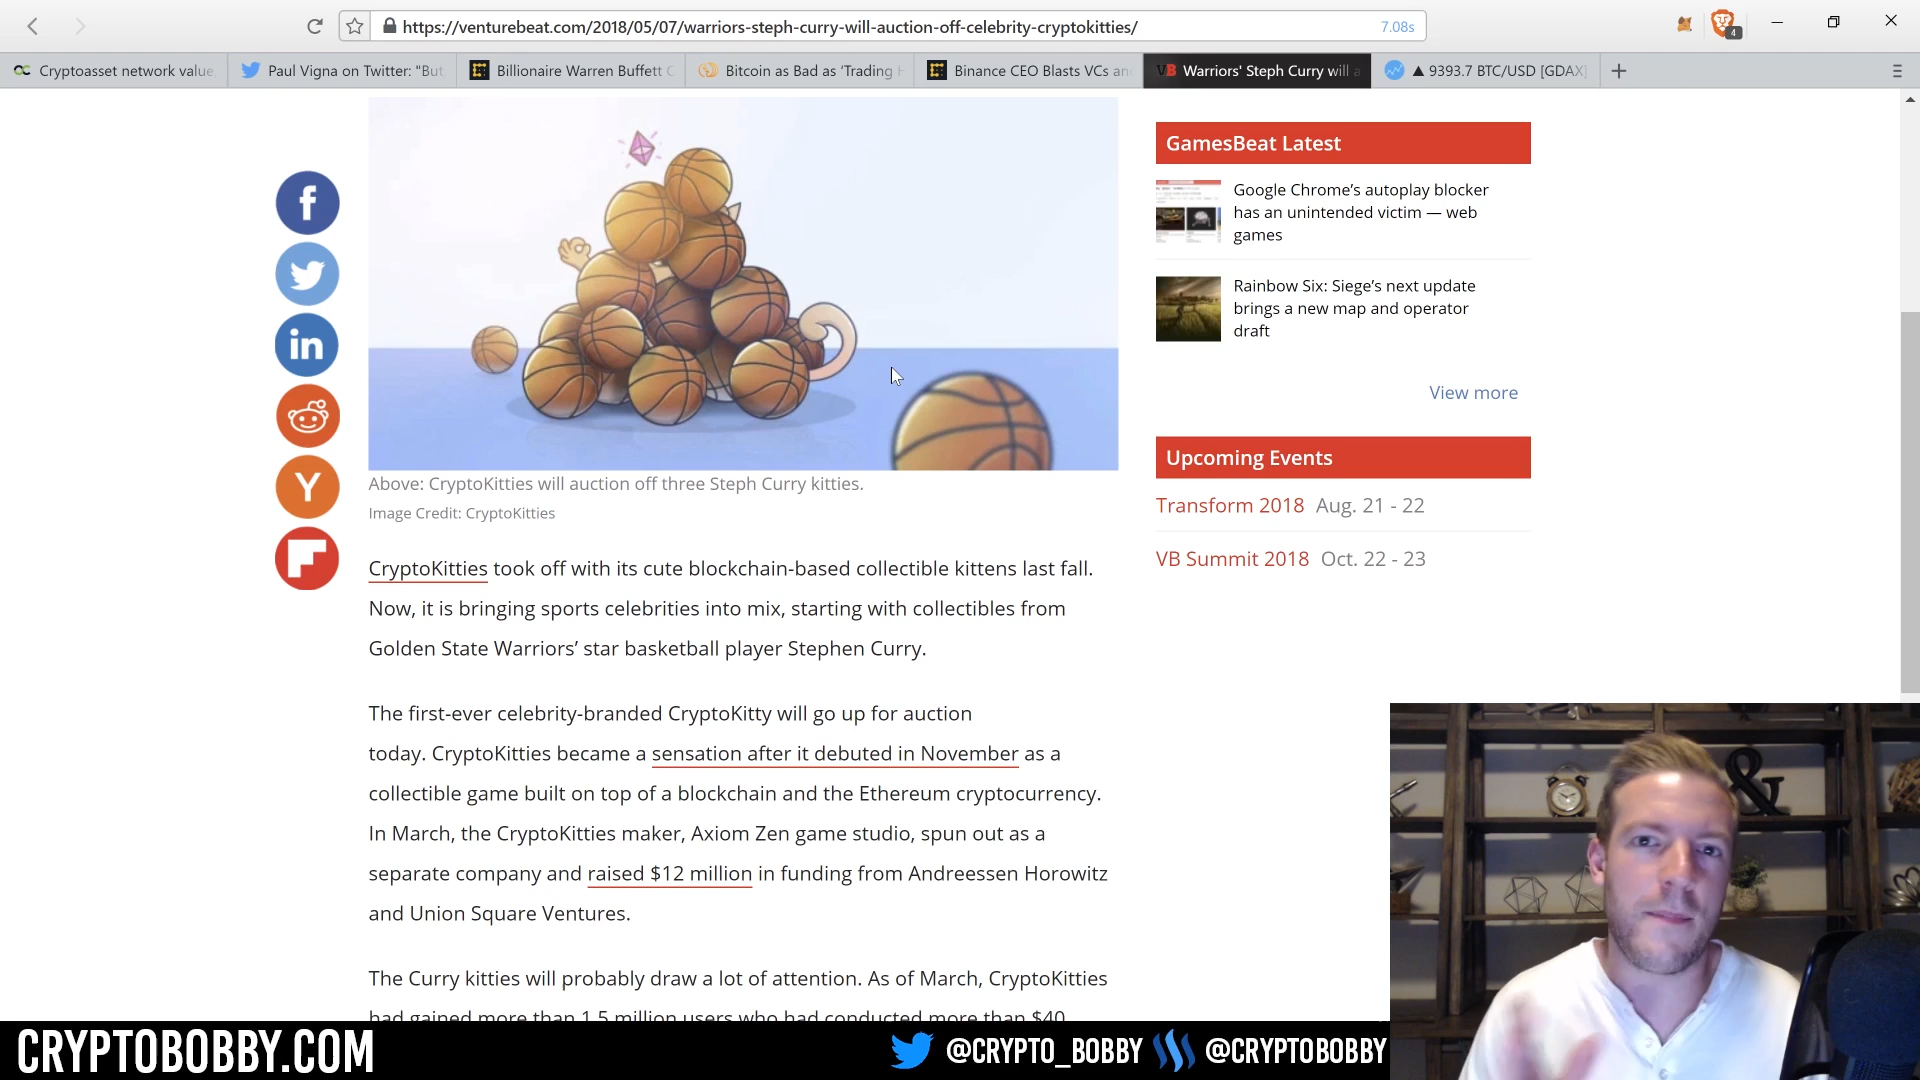 https://venturebeat.com/2018/05/07/warriors-steph-curry-will-auction-off-celebrity-cryptokitties/
7.08s
4
Cryptoasset network value,
Paul Vigna on Twitter: "But,
Billionaire Warren Buffett C
Bitcoin as Bad as 'Trading
Binance CEO Blasts VCs an
VB Warriors' Steph Curry will a
▲ 9393.7 BTC/USD [GDAX]
GamesBeat Latest
Google Chrome's autoplay blocker
has an unintended victim — web
games
Rainbow Six: Siege's next update
brings a new map and operator
draft
View more
Upcoming Events
Transform 2018 Aug. 21 - 22
VB Summit 2018 Oct. 22 - 23
f
in
Y
Above: CryptoKitties will auction off three Steph Curry kitties.
Image Credit: CryptoKitties
CryptoKitties took off with its cute blockchain-based collectible kittens last fall.
Now, it is bringing sports celebrities into mix, starting with collectibles from
Golden State Warriors' star basketball player Stephen Curry.
The first-ever celebrity-branded CryptoKitty will go up for auction
today. CryptoKitties became a sensation after it debuted in November as a
collectible game built on top of a blockchain and the Ethereum cryptocurrency.
In March, the CryptoKitties maker, Axiom Zen game studio, spun out as a
separate company and raised $12 million in funding from Andreessen Horowitz
and Union Square Ventures.
The Curry kitties will probably draw a lot of attention. As of March, CryptoKitties
had gained more than 1.5 million users who had conducted more than $40
&
CRYPTOBOBBY.COM
@CRYPTO_BOBBY
@CRYPTOBOBBY